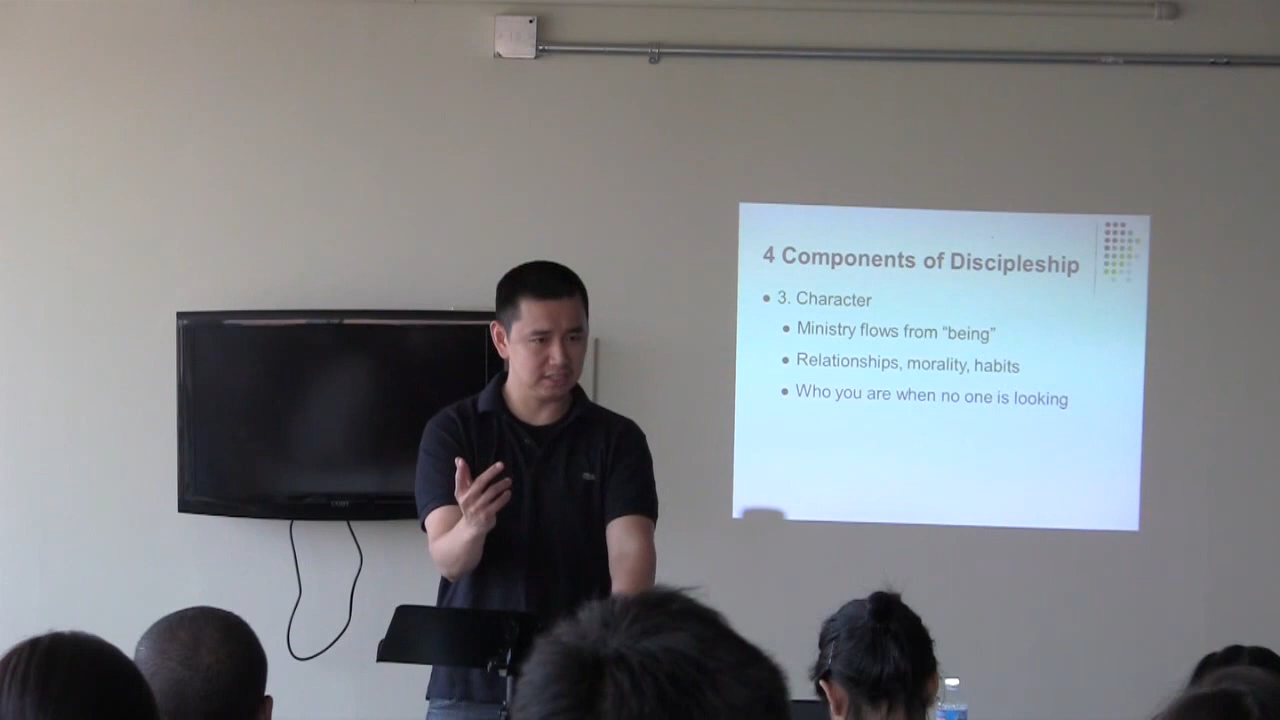 4 Components of Discipleship
• 3. Character
• Ministry flows from “being”
• Relationships, morality, habits
• Who you are when no one is looking